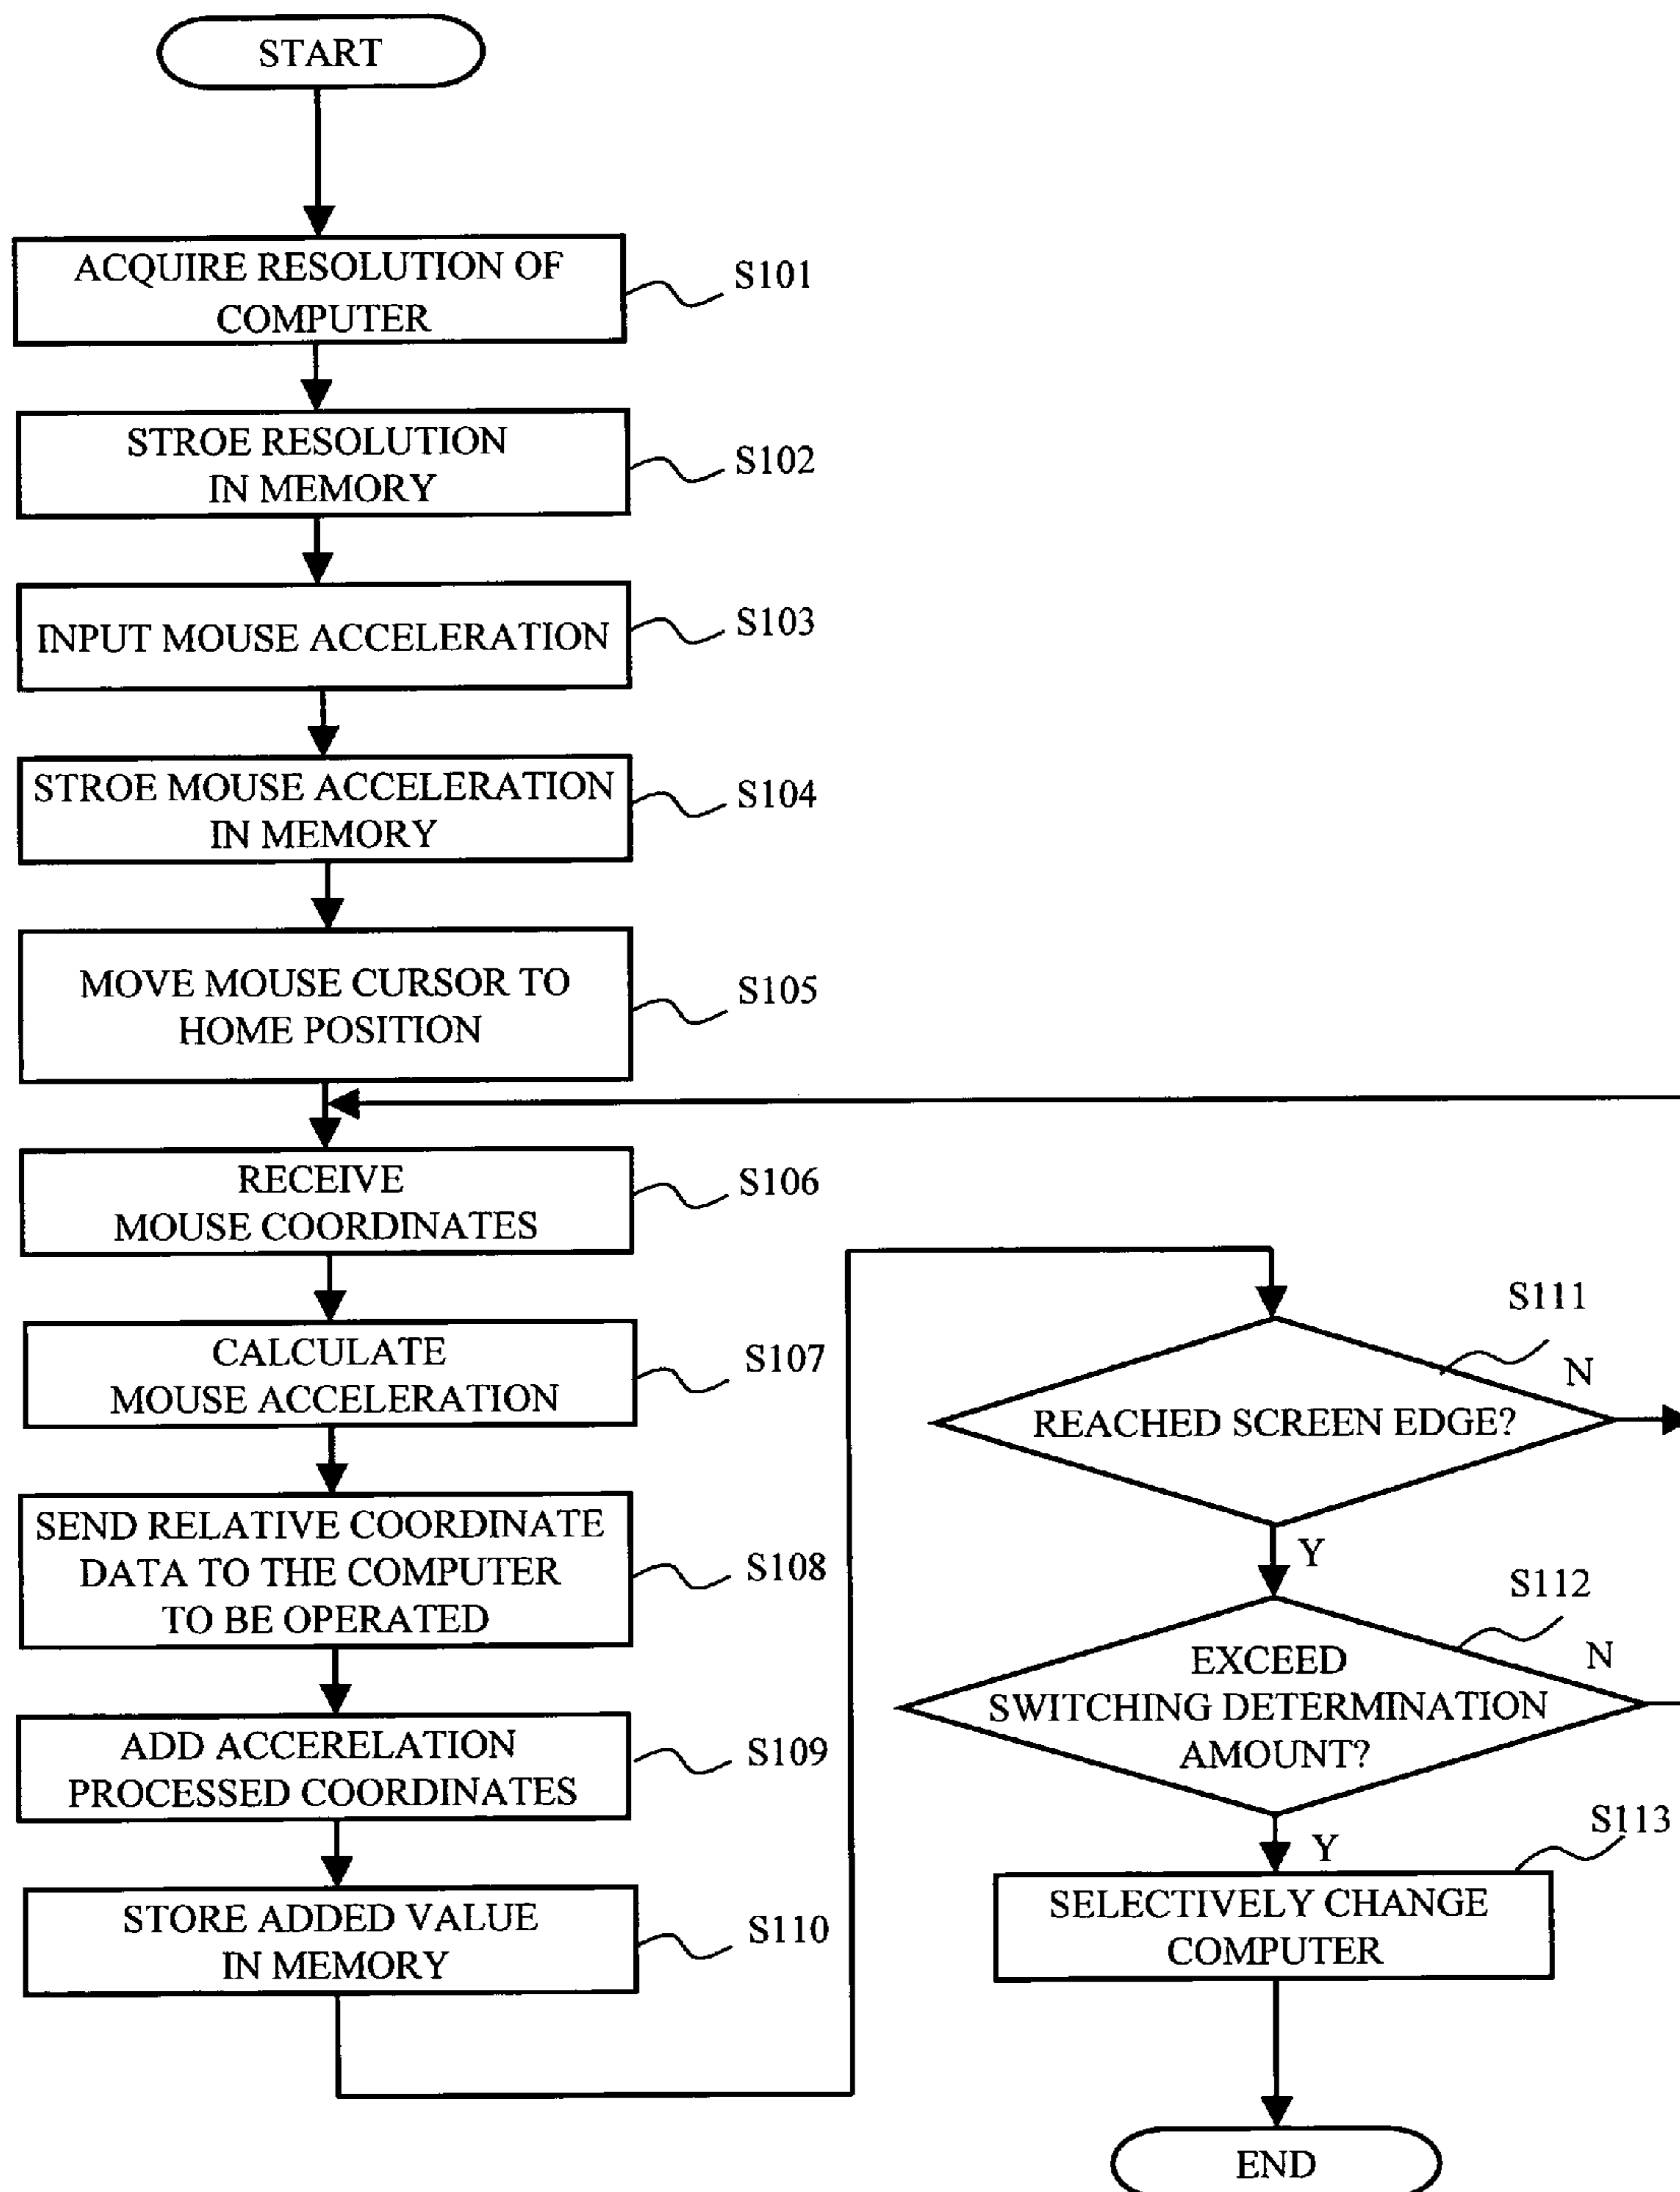 START
ACQUIRE RESOLUTION OF
COMPUTER
S101
STROE RESOLUTION
IN MEMORY
S102
INPUT MOUSE ACCELERATION
S103
STROE MOUSE ACCELERATION
IN MEMORY
S104
MOVE MOUSE CURSOR TO
HOME POSITION
S105
RECEIVE
MOUSE COORDINATES
S106
CALCULATE
MOUSE ACCELERATION
S107
SEND RELATIVE COORDINATE
DATA TO THE COMPUTER
TO BE OPERATED
S108
ADD ACCERELATION
PROCESSED COORDINATES
S109
STORE ADDED VALUE
IN MEMORY
S110
S111
N
REACHED SCREEN EDGE?
Y
S112
N
EXCEED
SWITCHING DETERMINATION
AMOUNT?
Y
S113
SELECTIVELY CHANGE
COMPUTER
END